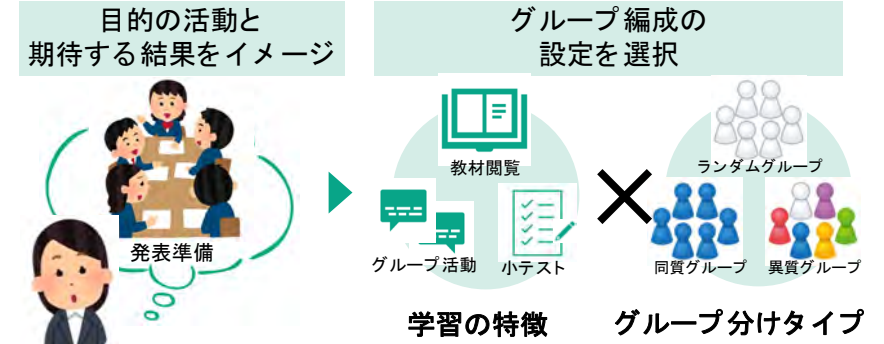 目的の活動と
期待する結果をイメージ
グループ編成の
設定を選択
発表準備
教材閲覧
グループ活動
小テスト
学習の特徴
ランダムグループ
同質グループ
異質グループ
グループ分けタイプ